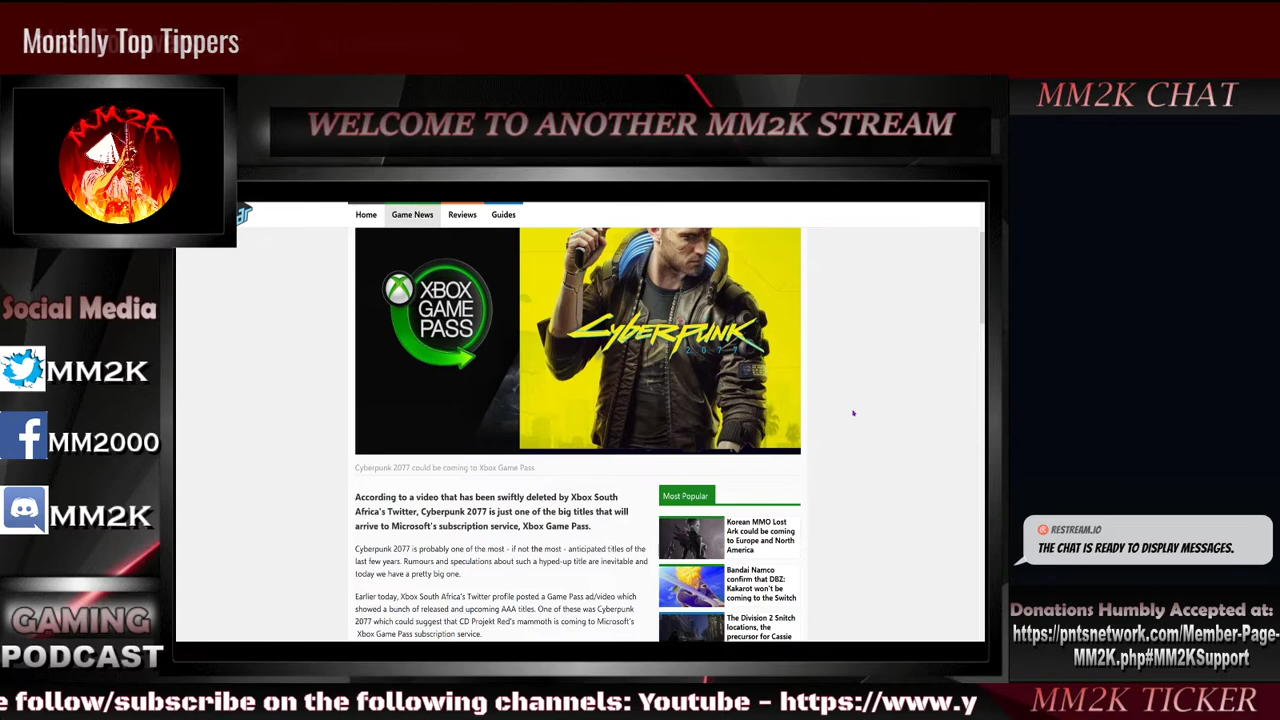 Monthly Top Tippers
MM2K
WELCOME TO ANOTHER MM2K STREAM
MM2K CHAT
Home Game News Reviews Guides
XBOX
GAME
PASS
CYBERPUNK
2077
Social Media
MM2K
MM2000
MM2K
GAMING
PODCAST
Cyberpunk 2077 could be coming to Xbox Game Pass
According to a video that has been swiftly deleted by Xbox South
Africa's Twitter, Cyberpunk 2077 is just one of the big titles that will
arrive to Microsoft's subscription service, Xbox Game Pass.
Cyberpunk 2077 is probably one of the most - if not the most - anticipated titles of the
last few years. Rumours and speculations about such a hyped-up title are inevitable and
today we have a pretty big one.
Earlier today, Xbox South Africa's Twitter profile posted a Game Pass ad/video which
showed a bunch of released and upcoming AAA titles. One of these was Cyberpunk
2077 which could suggest that CD Projekt Red's mammoth is coming to Microsoft's
Xbox Game Pass subscription service.
Most Popular
Korean MMO Lost
Ark could be coming
to Europe and North
America
Bandai Namco
confirm that DBZ:
Kakarot won't be
coming to the Switch
The Division 2 Snitch
locations, the
precursor for Cassie
RESTREAM.IO
THE CHAT IS READY TO DISPLAY MESSAGES.
Donations Humbly Accepted at:
https://pntsnetwork.com/Member-Page-
MM2K.php#MM2KSupport
e follow/subscribe on the following channels: Youtube - https://www.y
MM2K TICKER